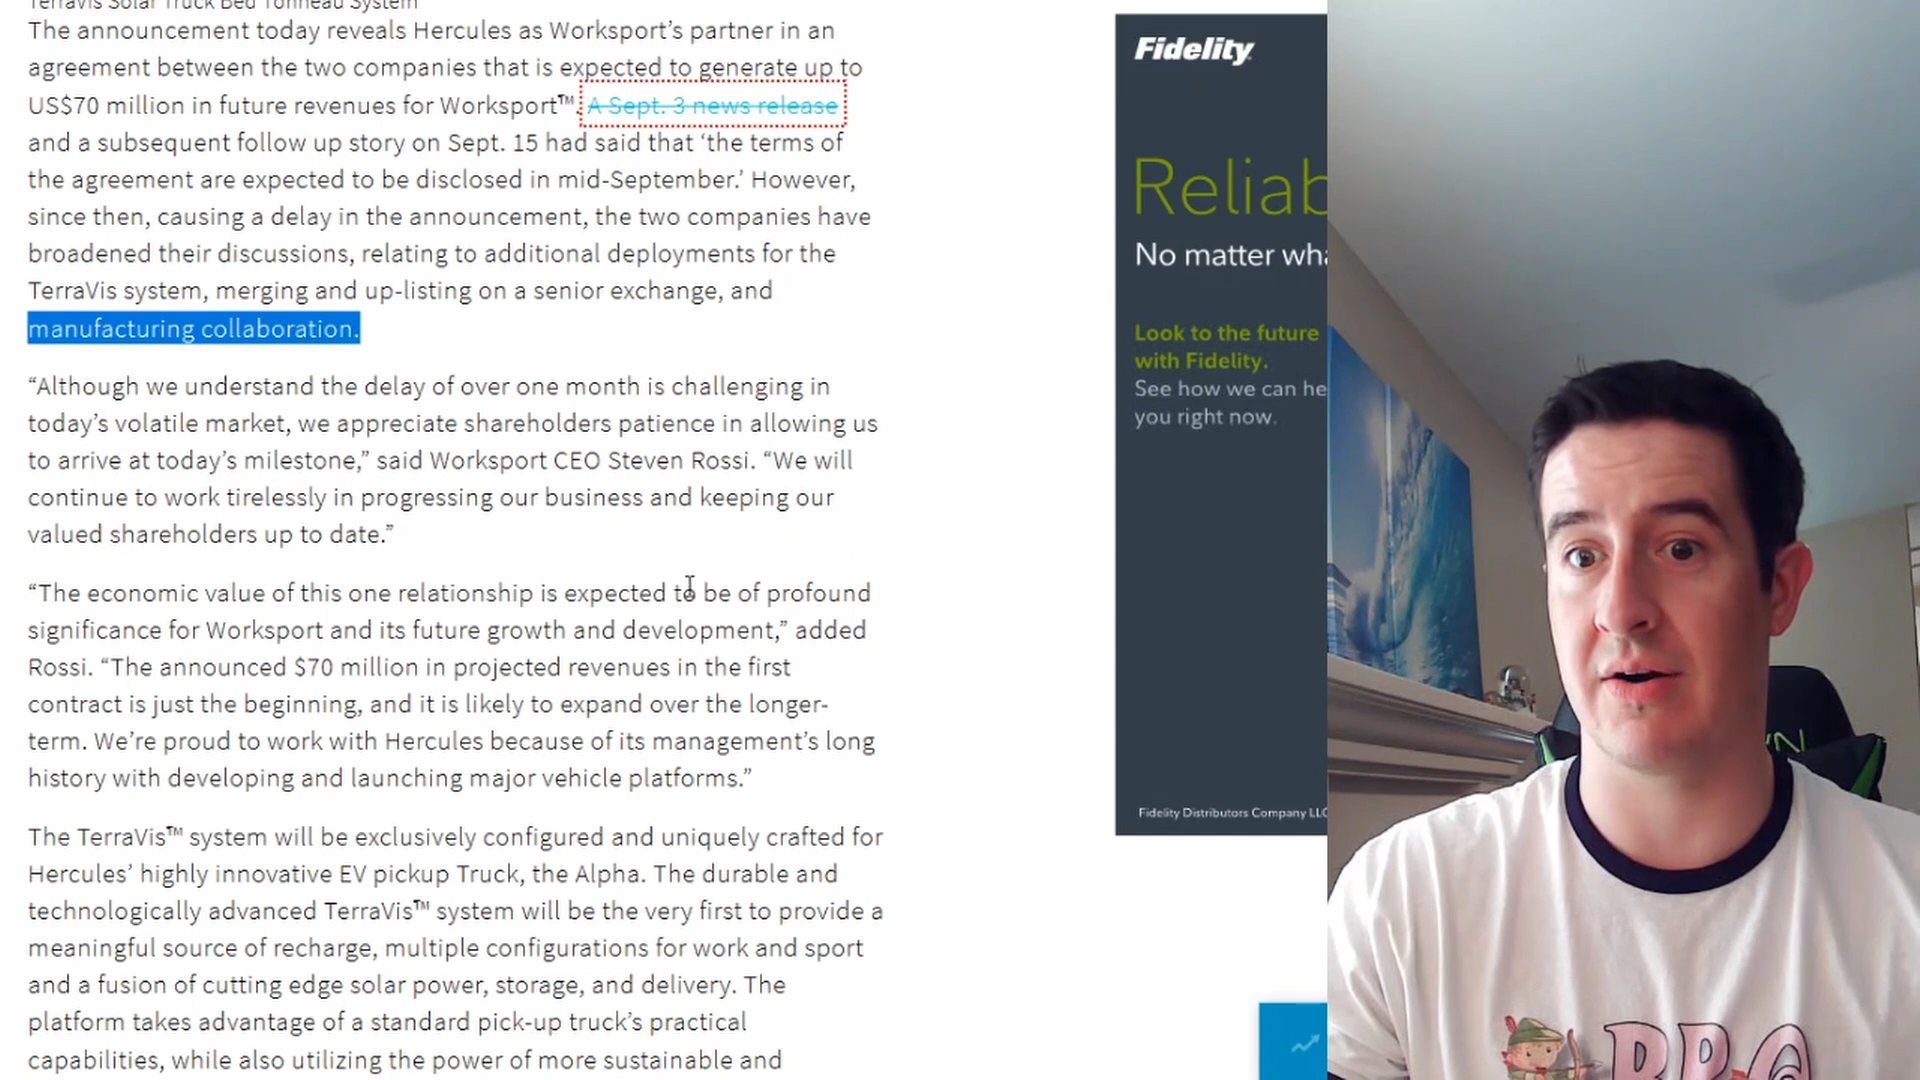 TerraVis Solar Truck Bed Tonneau System
The announcement today reveals Hercules as Worksport’s partner in an
agreement between the two companies that is expected to generate up to
US$70 million in future revenues for Worksport™. A Sept. 3 news release
and a subsequent follow up story on Sept. 15 had said that ‘the terms of
the agreement are expected to be disclosed in mid-September.’ However,
since then, causing a delay in the announcement, the two companies have
broadened their discussions, relating to additional deployments for the
TerraVis system, merging and up-listing on a senior exchange, and
manufacturing collaboration.
“Although we understand the delay of over one month is challenging in
today’s volatile market, we appreciate shareholders patience in allowing us
to arrive at today’s milestone,” said Worksport CEO Steven Rossi. “We will
continue to work tirelessly in progressing our business and keeping our
valued shareholders up to date.”
“The economic value of this one relationship is expected to be of profound
significance for Worksport and its future growth and development,” added
Rossi. “The announced $70 million in projected revenues in the first
contract is just the beginning, and it is likely to expand over the longer-
term. We’re proud to work with Hercules because of its management’s long
history with developing and launching major vehicle platforms.”
The TerraVis™ system will be exclusively configured and uniquely crafted for
Hercules’ highly innovative EV pickup Truck, the Alpha. The durable and
technologically advanced TerraVis™ system will be the very first to provide a
meaningful source of recharge, multiple configurations for work and sport
and a fusion of cutting edge solar power, storage, and delivery. The
platform takes advantage of a standard pick-up truck’s practical
capabilities, while also utilizing the power of more sustainable and
Fidelity
Reliab
No matter wha
Look to the future
with Fidelity.
See how we can he
you right now.
Fidelity Distributors Company LLC